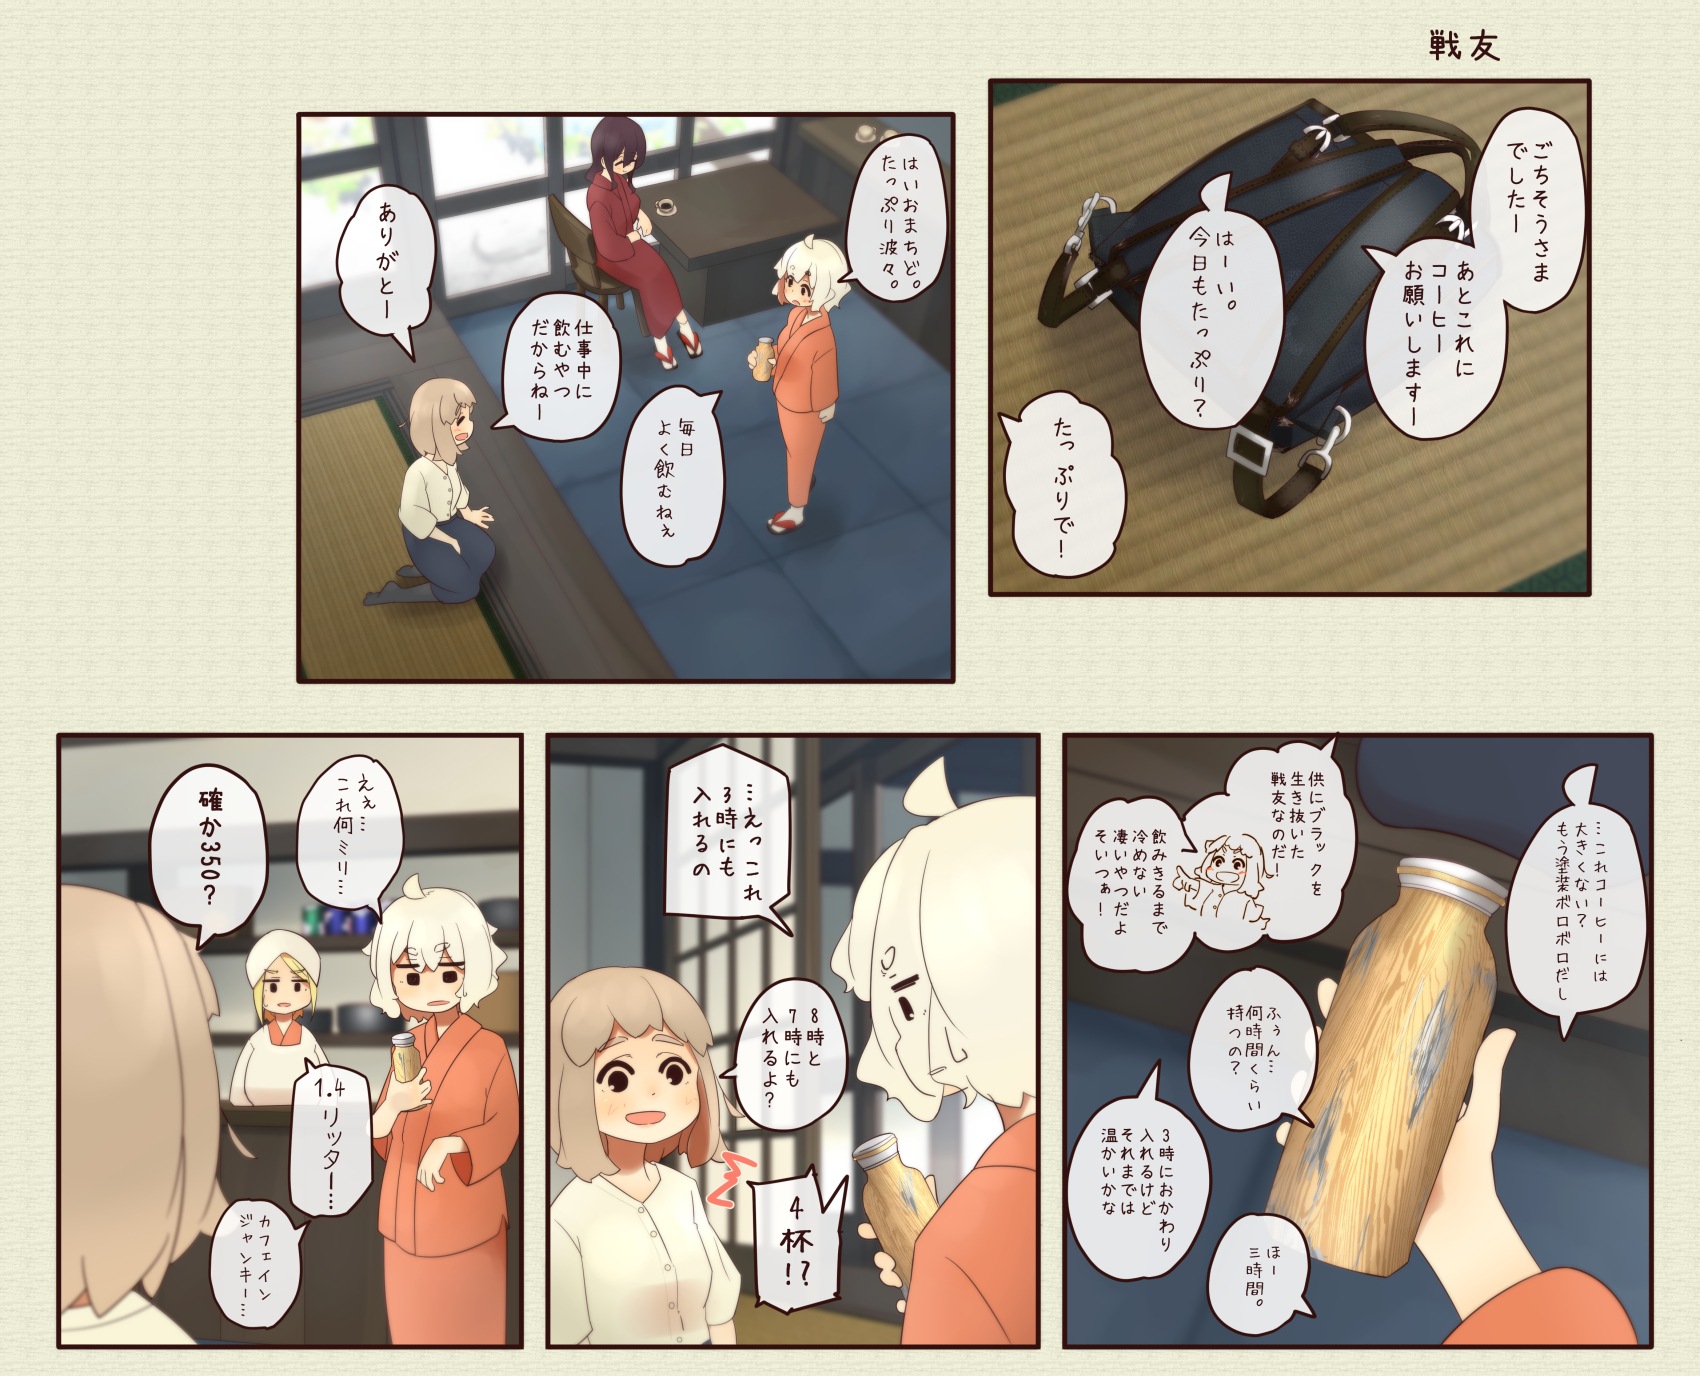 戦友
ごちそうさま
でしたー
あとこれに
コーヒー
お願いしますー
はーい。
今日もたっぷり?
たっぷりで!
はいおまちど。
たっぷり波々。
ありがとー
仕事中に
飲むやつ
だからねー
毎日
よく飲むねぇ
…これコーヒーには
大きくない?
もう塗装ボロボロだし
供にブラックを
生き抜いた
戦友なのだ!
飲みきるまで
冷めない
凄いやつだよ
そいつぁ!
ふぅん…
何時間くらい
持つの?
3時におかわり
入れるけど
それまでは
温かいかな
ほー
三時間。
…えっこれ
3時にも
入れるの
8時と
7時にも
入れるよ?
4
杯
!?
ええ…
これ何ミリ…
確か350?
1.4
リッター…
カフェイン
ジャンキー…